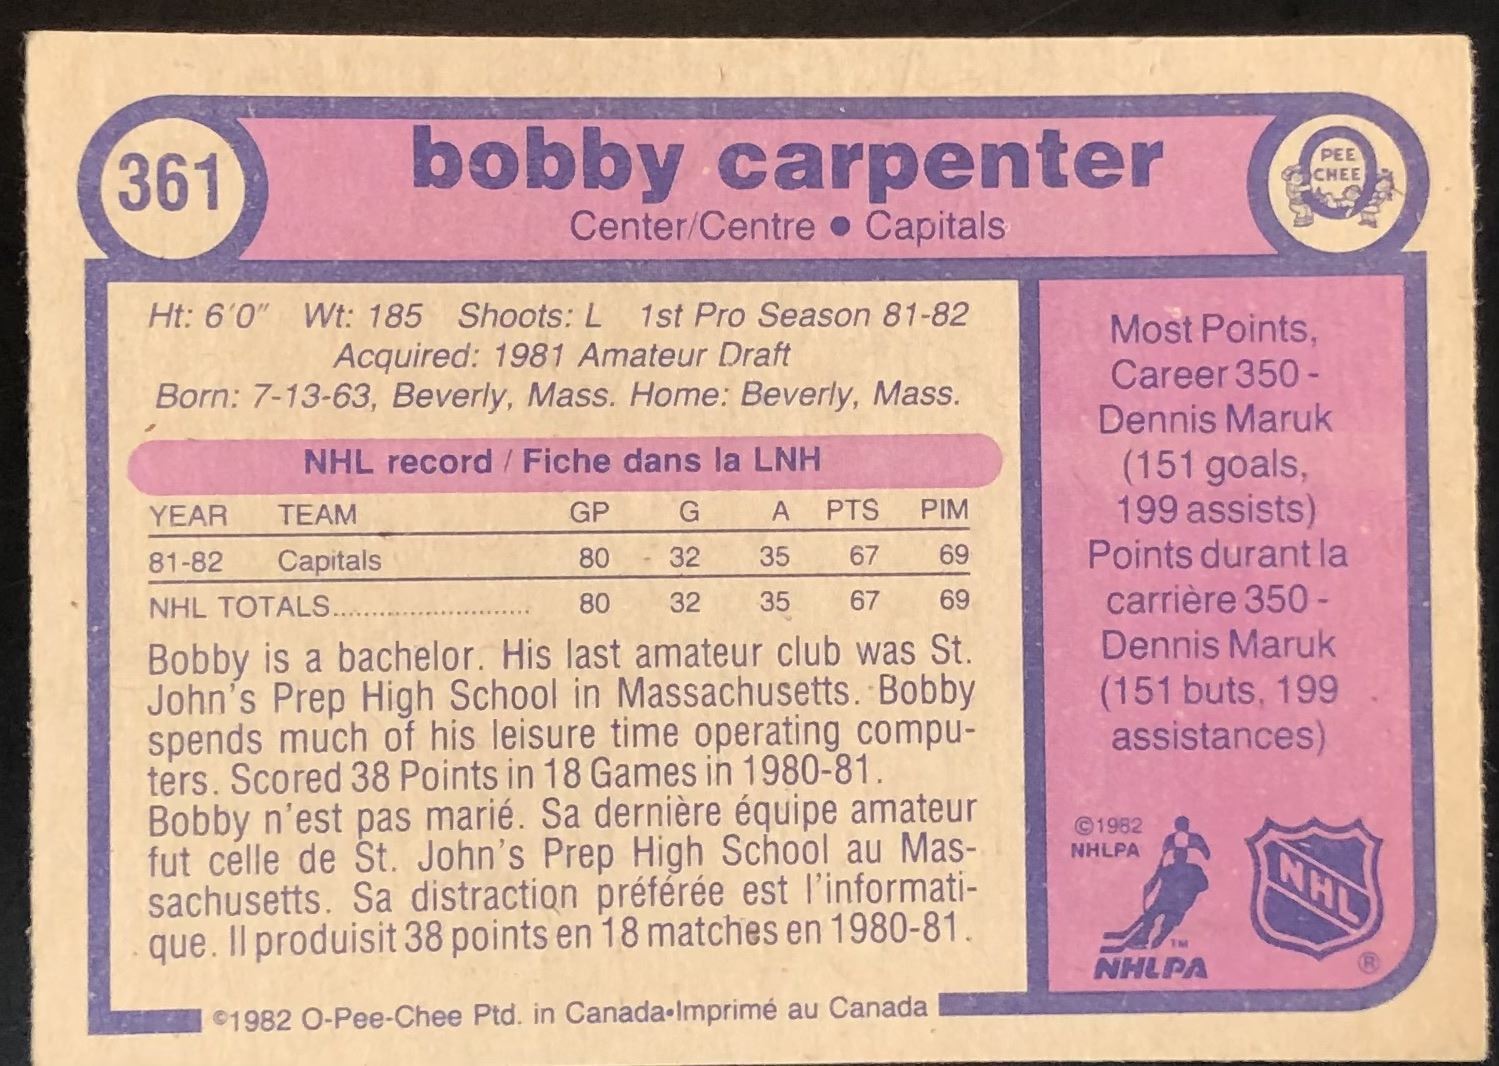 361
bobby carpenter
Center/Centre • Capitals
PEE
CHEE
Ht: 6'0" Wt: 185 Shoots: L 1st Pro Season 81-82
Acquired: 1981 Amateur Draft
Born: 7-13-63, Beverly, Mass. Home: Beverly, Mass.
NHL record / Fiche dans la LNH
YEAR TEAM GP G A PTS PIM
81-82 Capitals 80 32 35 67 69
NHL TOTALS......................... 80 32 35 67 69
Bobby is a bachelor. His last amateur club was St.
John's Prep High School in Massachusetts. Bobby
spends much of his leisure time operating compu-
ters. Scored 38 Points in 18 Games in 1980-81.
Bobby n'est pas marié. Sa dernière équipe amateur
fut celle de St. John's Prep High School au Mas-
sachusetts. Sa distraction préférée est l'informati-
que. Il produisit 38 points en 18 matches en 1980-81.
Most Points,
Career 350 -
Dennis Maruk
(151 goals,
199 assists)
Points durant la
carrière 350 -
Dennis Maruk
(151 buts, 199
assistances)
©1982
NHLPA
TM
NHLPA
NHL
®
©1982 O-Pee-Chee Ptd. in Canada•Imprimé au Canada